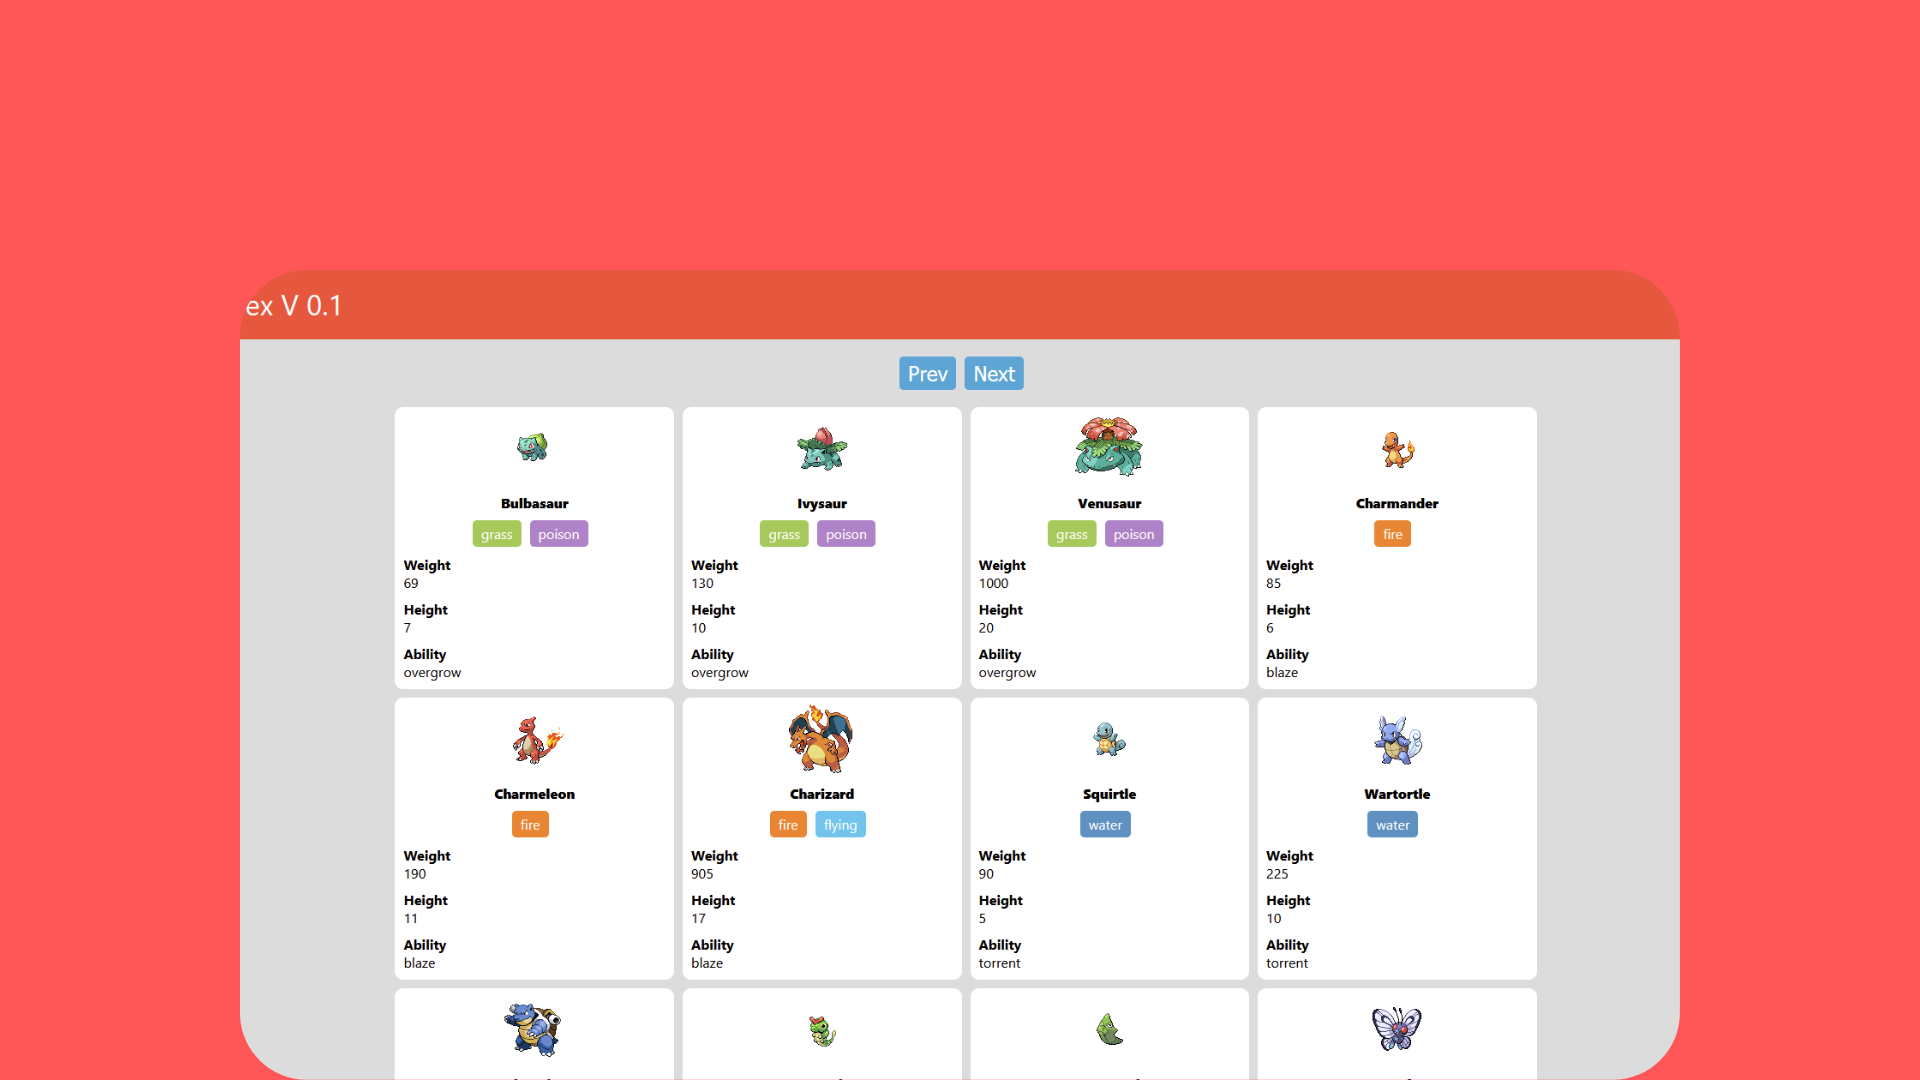 ex V 0.1
Prev Next
Bulbasaur
grass poison
Weight
69
Height
7
Ability
overgrow
Ivysaur
grass poison
Weight
130
Height
10
Ability
overgrow
Venusaur
grass poison
Weight
1000
Height
20
Ability
overgrow
Charmander
fire
Weight
85
Height
6
Ability
blaze
Charmeleon
fire
Weight
190
Height
11
Ability
blaze
Charizard
fire flying
Weight
905
Height
17
Ability
blaze
Squirtle
water
Weight
90
Height
5
Ability
torrent
Wartortle
water
Weight
225
Height
10
Ability
torrent